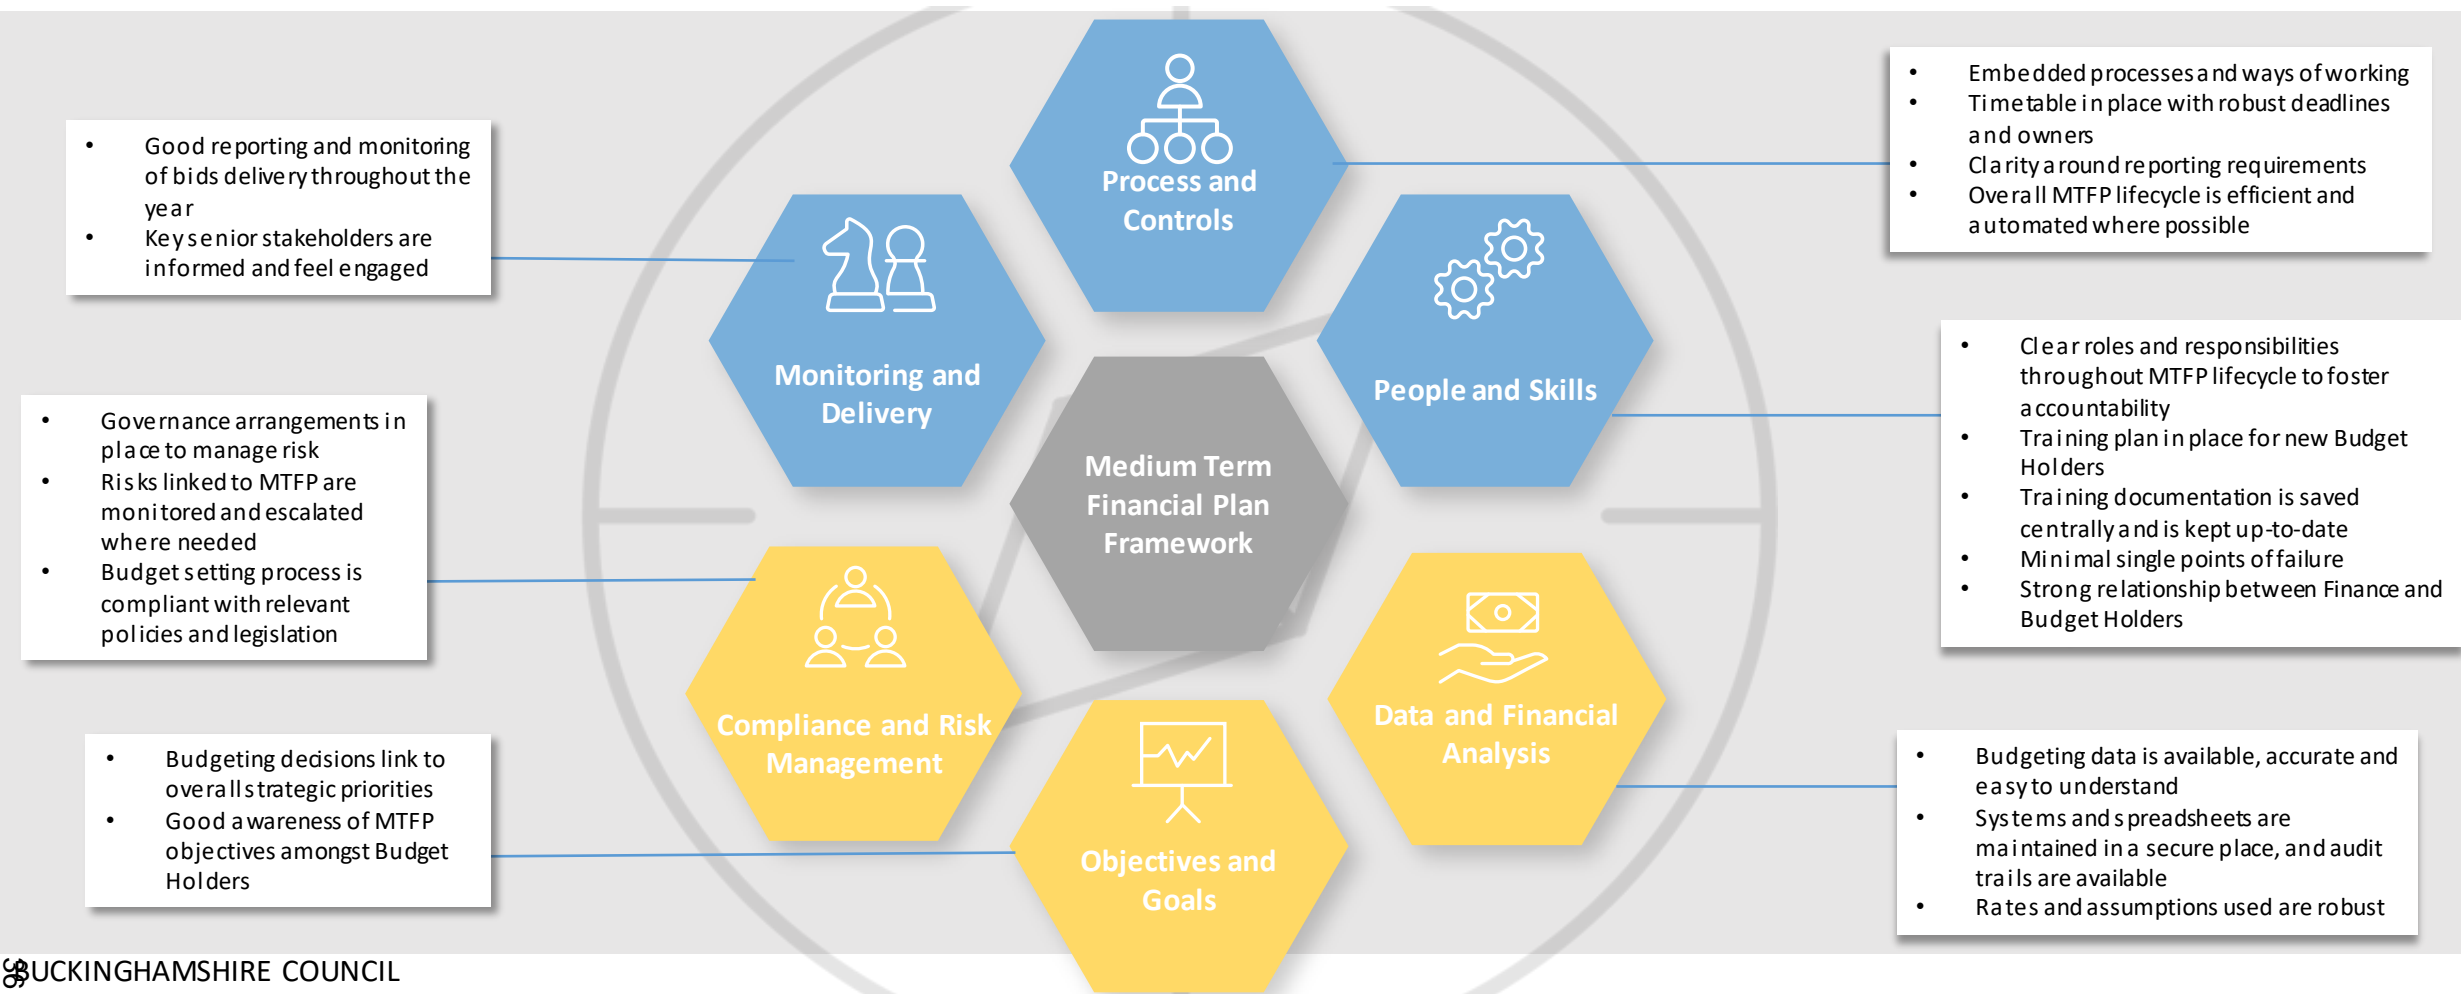 Process and
Controls
• Embedded processes and ways of working
• Timetable in place with robust deadlines
and owners
• Clarity around reporting requirements
• Overall MTFP lifecycle is efficient and
automated where possible
• Good reporting and monitoring
of bids delivery throughout the
year
• Key senior stakeholders are
informed and feel engaged
Monitoring and
Delivery
People and Skills
• Clear roles and responsibilities
throughout MTFP lifecycle to foster
accountability
• Training plan in place for new Budget
Holders
• Training documentation is saved
centrally and is kept up-to-date
• Minimal single points of failure
• Strong relationship between Finance and
Budget Holders
Medium Term
Financial Plan
Framework
• Governance arrangements in
place to manage risk
• Risks linked to MTFP are
monitored and escalated
where needed
• Budget setting process is
compliant with relevant
policies and legislation
Compliance and Risk
Management
Data and Financial
Analysis
• Budgeting data is available, accurate and
easy to understand
• Systems and spreadsheets are
maintained in a secure place, and audit
trails are available
• Rates and assumptions used are robust
• Budgeting decisions link to
overall strategic priorities
• Good awareness of MTFP
objectives amongst Budget
Holders
Objectives and
Goals
BUCKINGHAMSHIRE COUNCIL
36